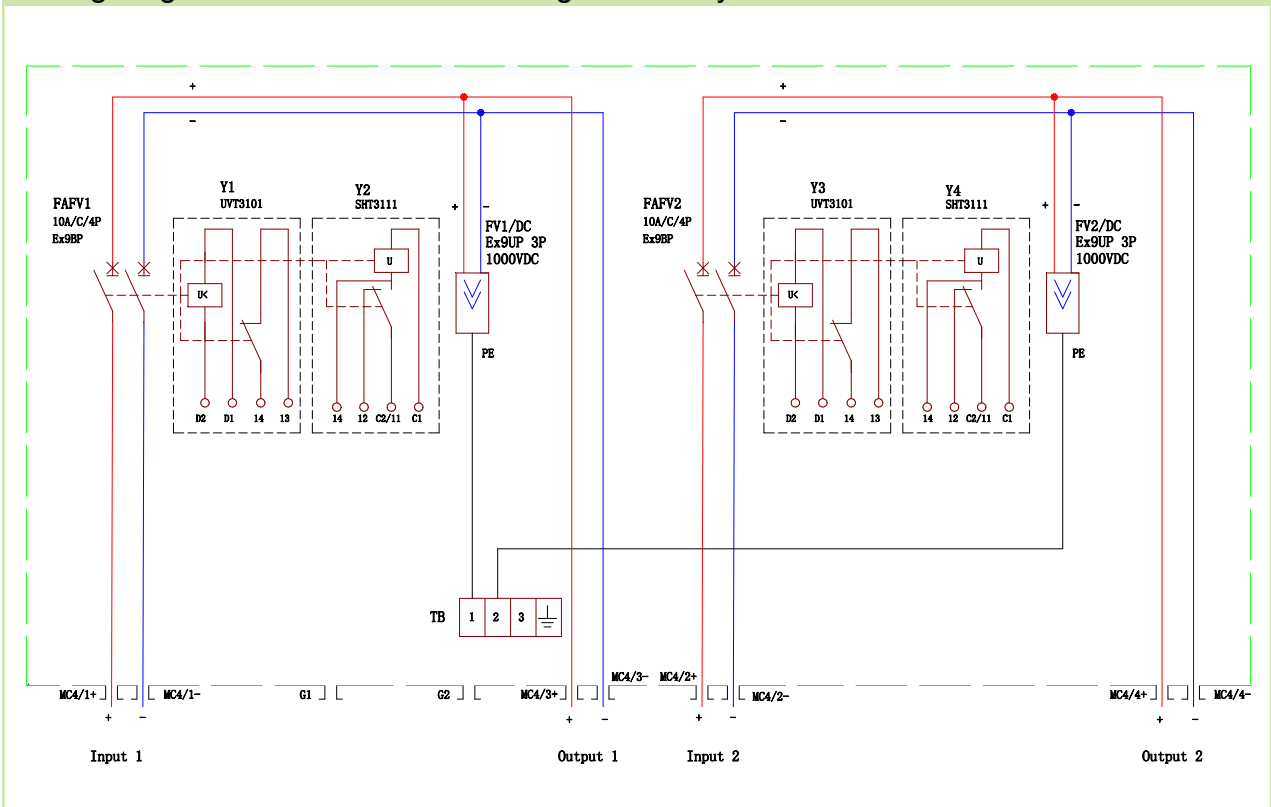 +
-
+
-
Y1
UVT3101
Y2
SHT3111
Y3
UVT3101
Y4
SHT3111
FAFV1
10A/C/4P
Ex9BP
+ -
FV1/DC
Ex9UP 3P
1000VDC
FAFV2
10A/C/4P
Ex9BP
+ -
FV2/DC
Ex9UP 3P
1000VDC
U<
U
U<
U
PE
PE
D2 D1 14 13
14 12 C2/11 C1
D2 D1 14 13
14 12 C2/11 C1
TB 1 2 3
MC4/1+ MC4/1- G1 G2 MC4/3+ MC4/3- MC4/2+ MC4/2- MC4/4+ MC4/4-
+ - + - + - + -
Input 1 Output 1 Input 2 Output 2